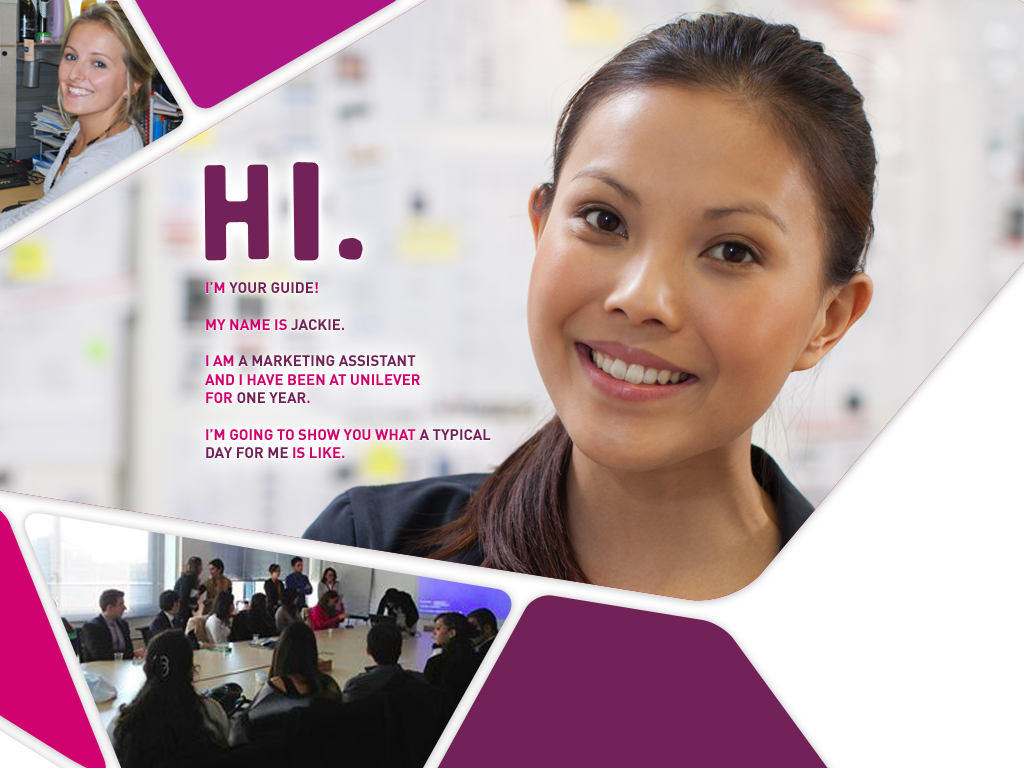 HI.
I'M YOUR GUIDE!
MY NAME IS JACKIE.
I AM A MARKETING ASSISTANT
AND I HAVE BEEN AT UNILEVER
FOR ONE YEAR.
I'M GOING TO SHOW YOU WHAT A TYPICAL
DAY FOR ME IS LIKE.